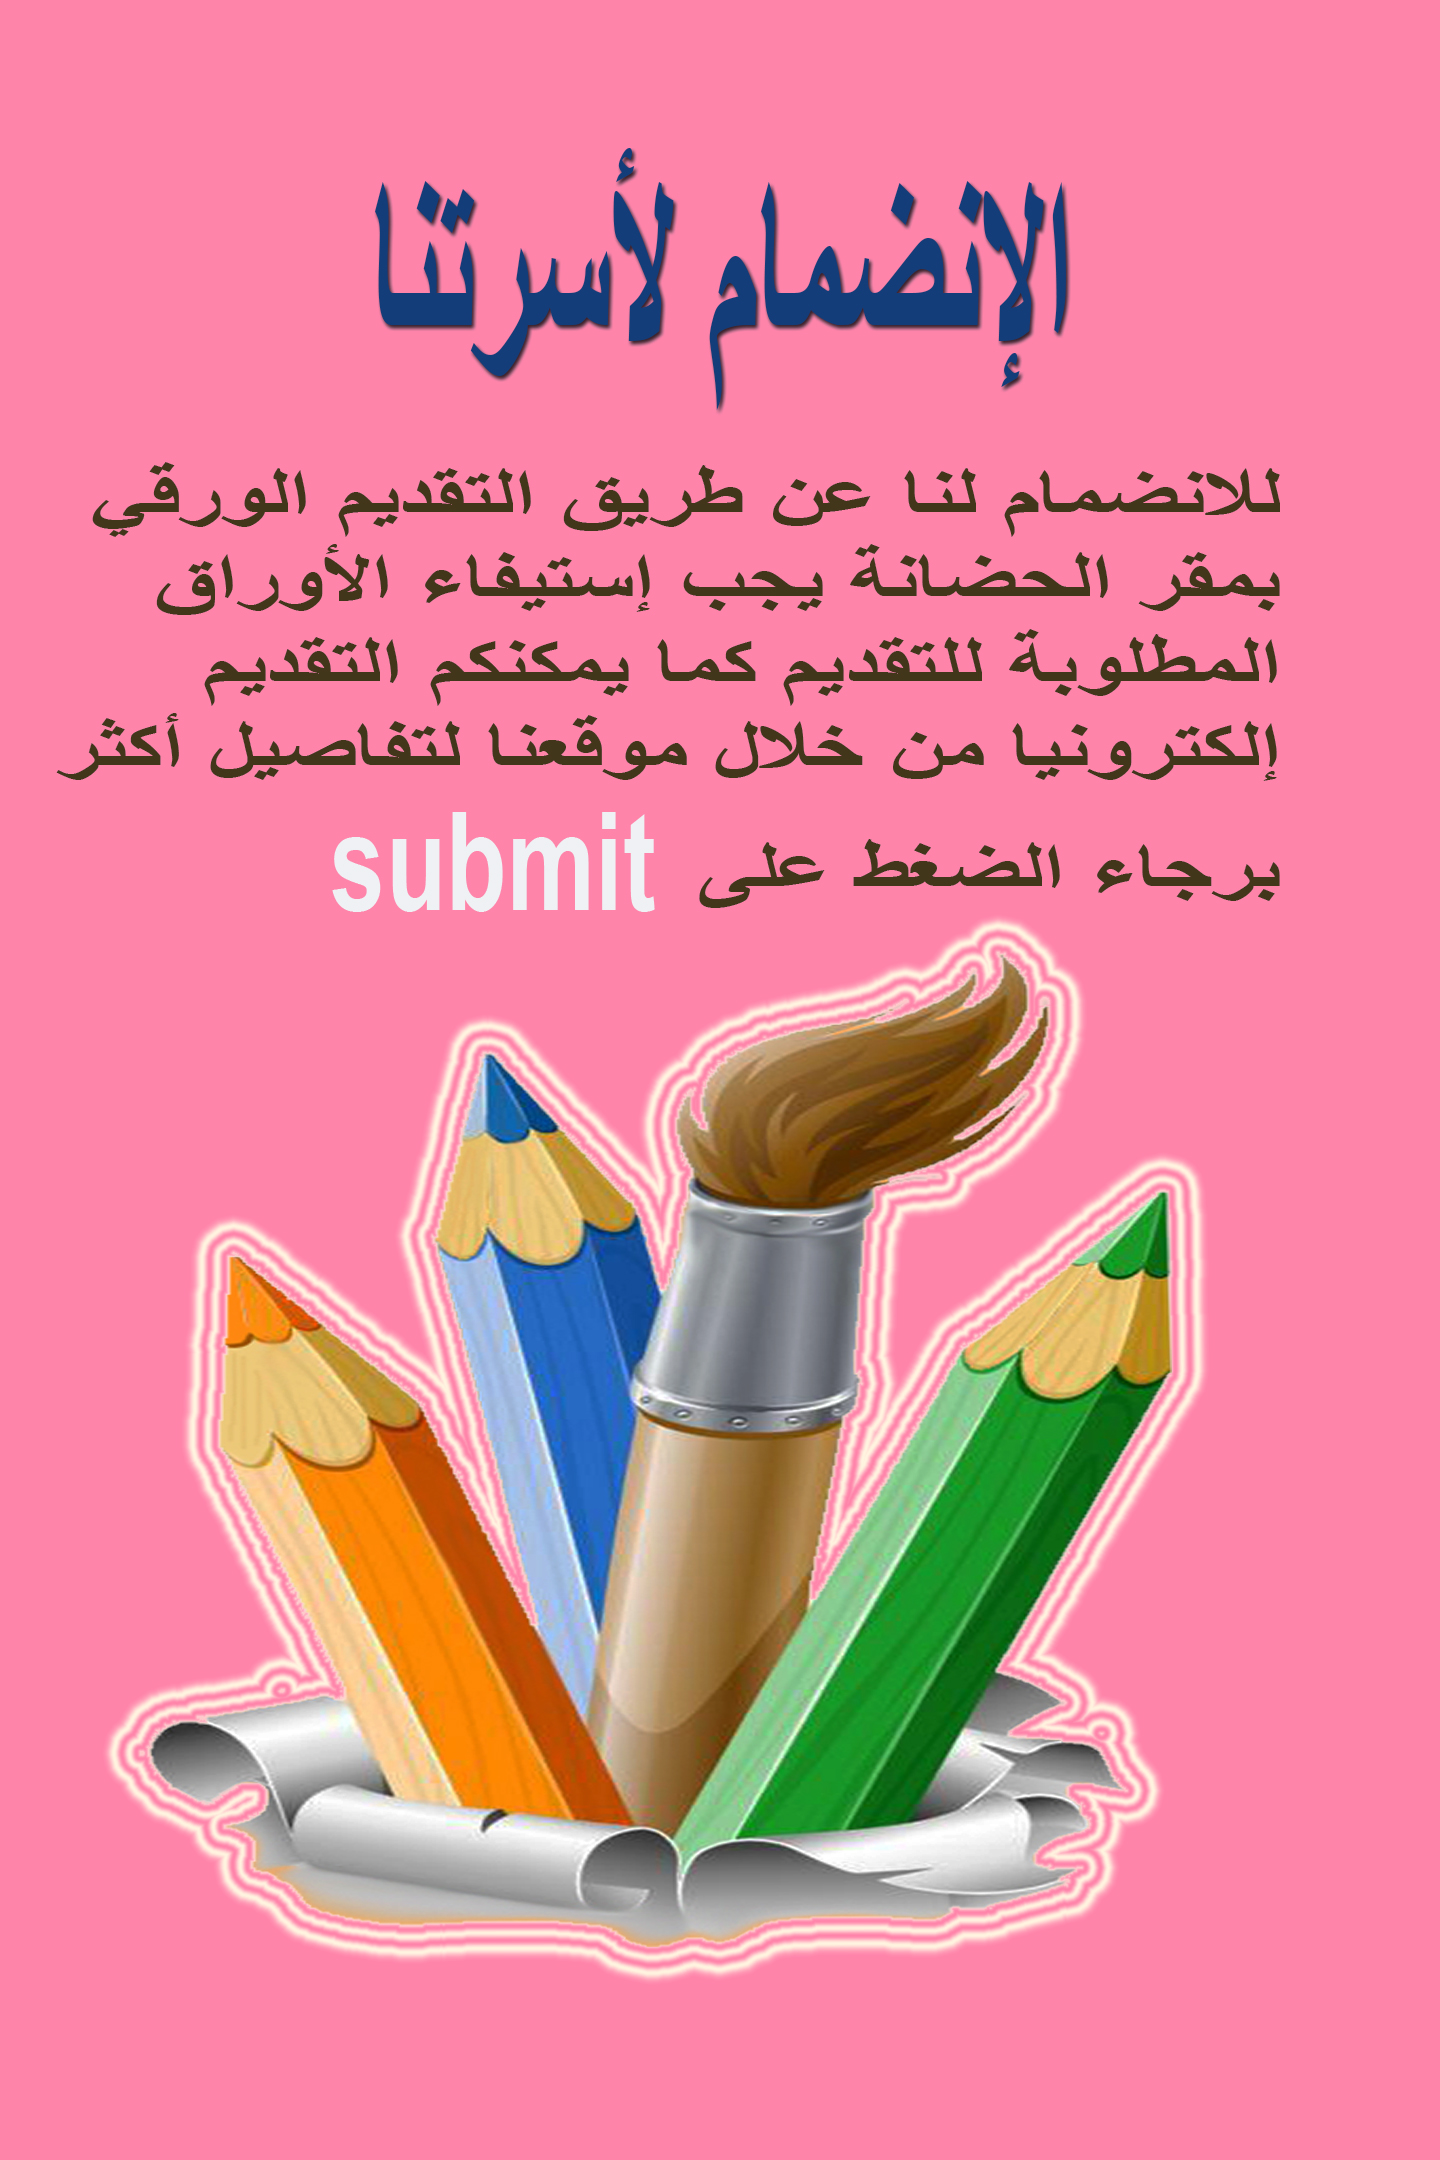 الإنضمام لأسرتنا
للانضمام لنا عن طريق التقديم الورقي
بمقر الحضانة يجب إستيفاء الأوراق
المطلوبة للتقديم كما يمكنكم التقديم
إلكترونيا من خلال موقعنا لتفاصيل أكثر
برجاء الضغط على submit